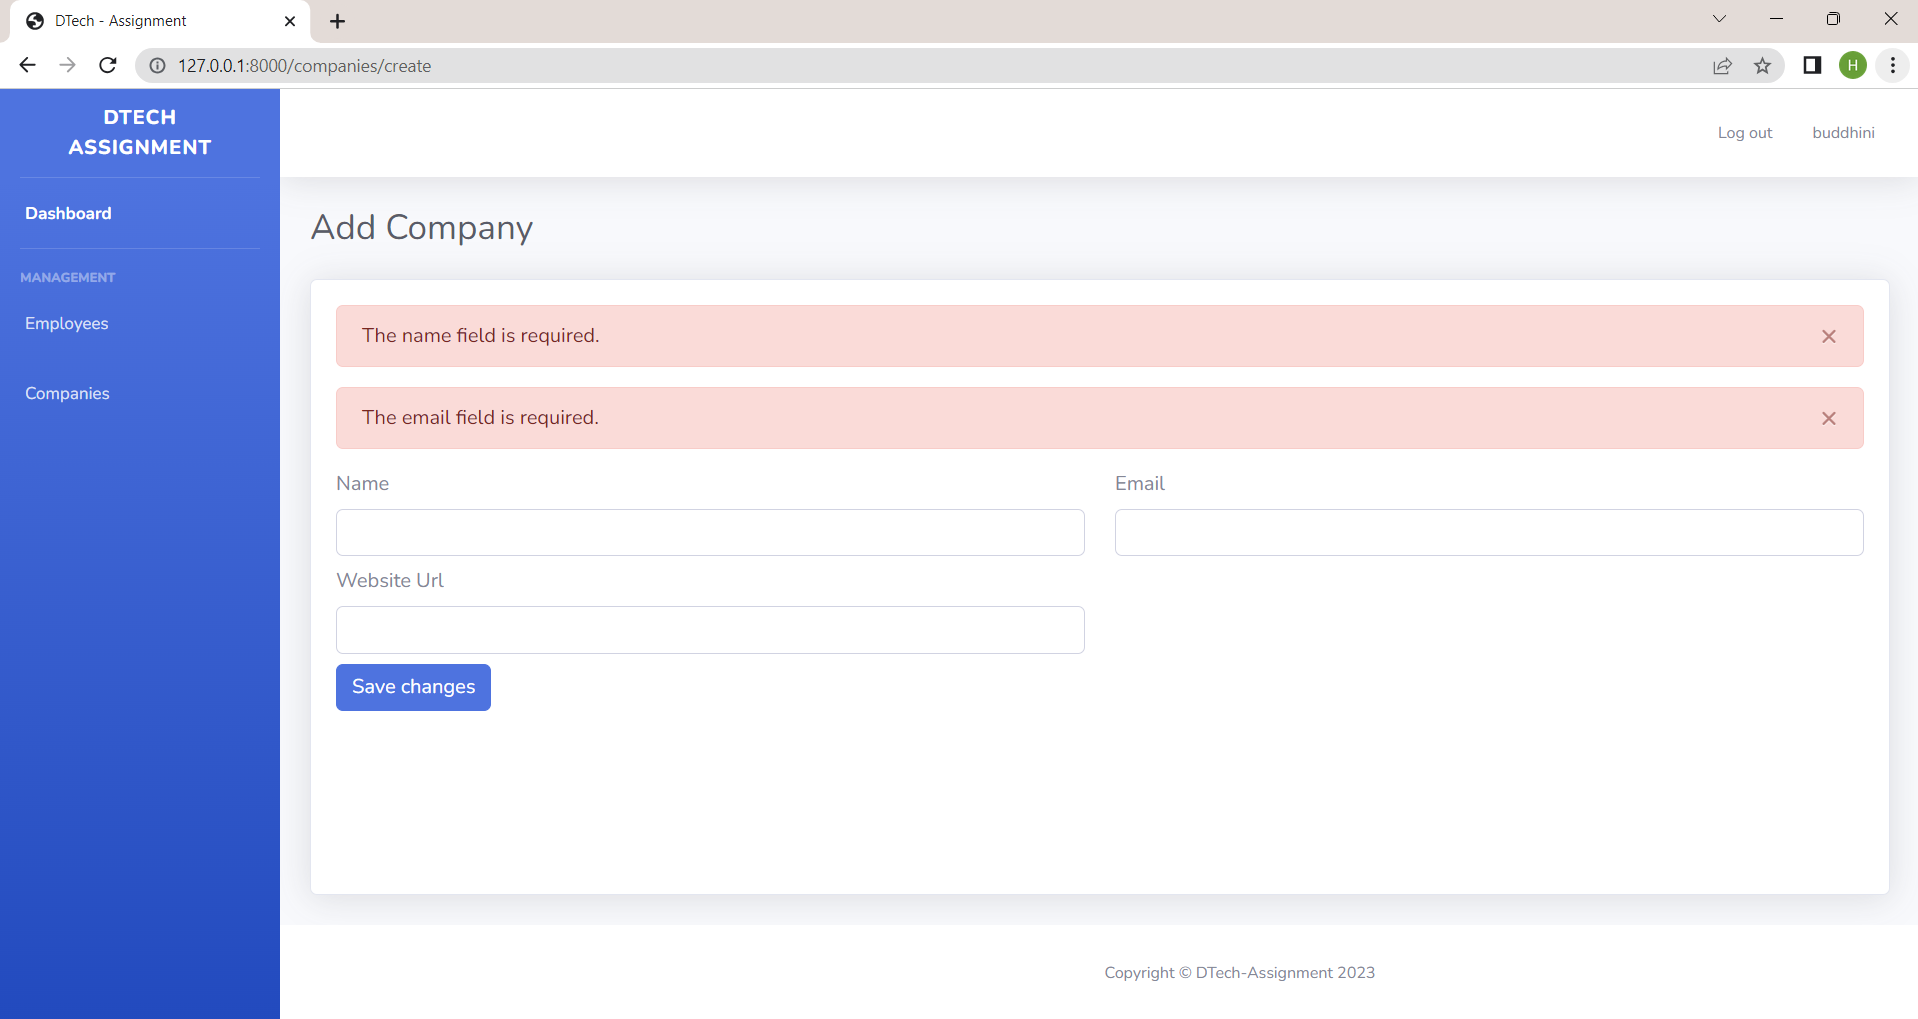 DTech - Assignment
127.0.0.1:8000/companies/create
H
DTECH
ASSIGNMENT
Log out buddhini
Dashboard
MANAGEMENT
Employees
Companies
Add Company
The name field is required.
The email field is required.
Name Email
Website Url
Save changes
Copyright © DTech-Assignment 2023